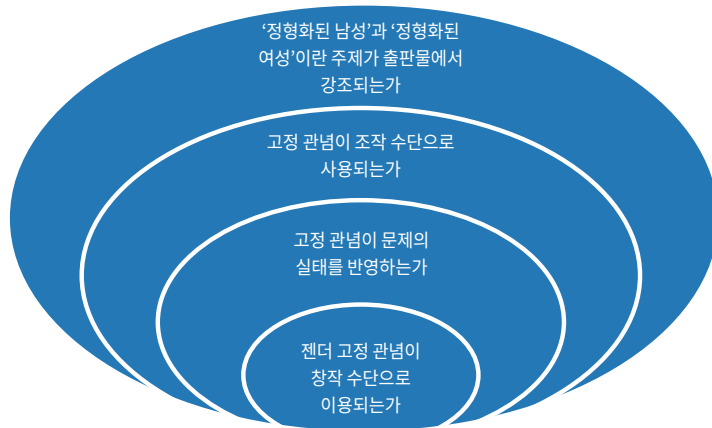 ‘정형화된 남성’과 ‘정형화된
여성’이란 주제가 출판물에서
강조되는가
고정 관념이 조작 수단으로
사용되는가
고정 관념이 문제의
실태를 반영하는가
젠더 고정 관념이
창작 수단으로
이용되는가